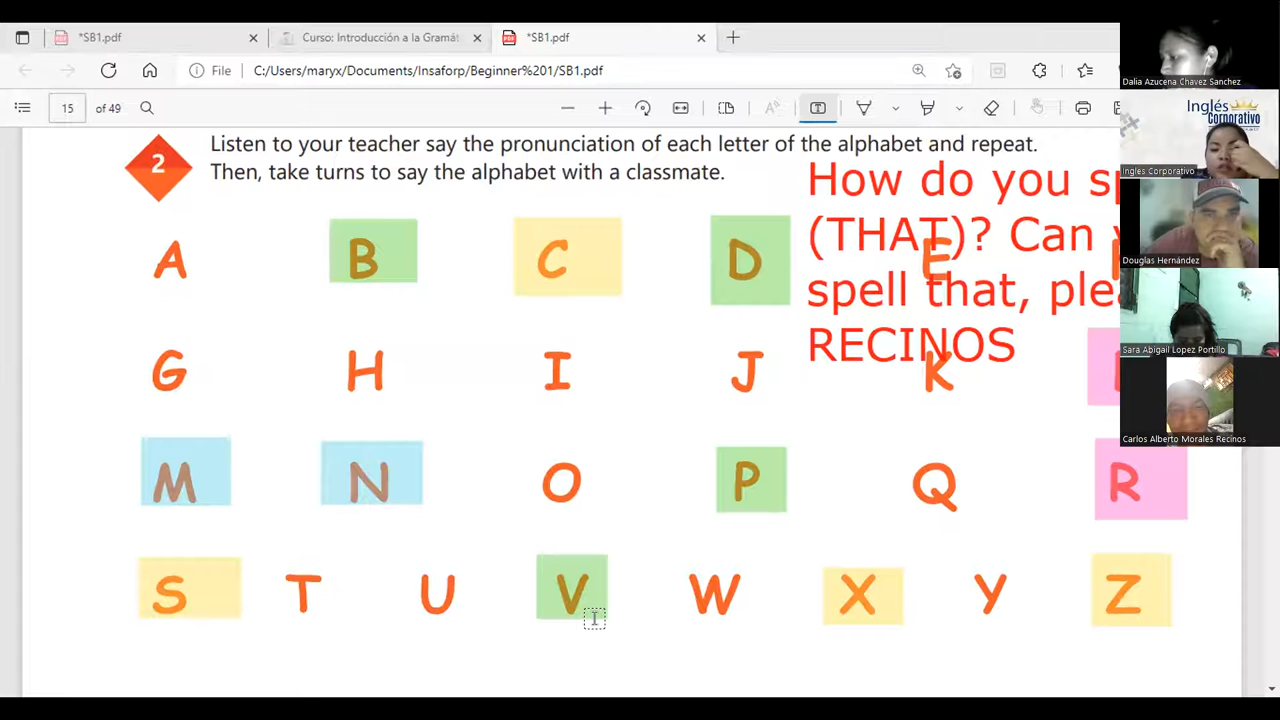 *SB1.pdf
Curso: Introducción a la Gramát
*SB1.pdf
File
C:/Users/maryx/Documents/Insaforp/Beginner%201/SB1.pdf
15 of 49
2
Listen to your teacher say the pronunciation of each letter of the alphabet and repeat.
Then, take turns to say the alphabet with a classmate.
How do you
(THAT)? Can
spell that,
RECINOS
A B C D E
G H I J K
M N O P Q R
S T U V W X Y Z
Dalia Azucena Chavez Sanchez
Inglés
Corporativo
Ingles Corporativo
Douglas Hernández
Sara Abigail Lopez Portillo
Carlos Alberto Morales Recinos